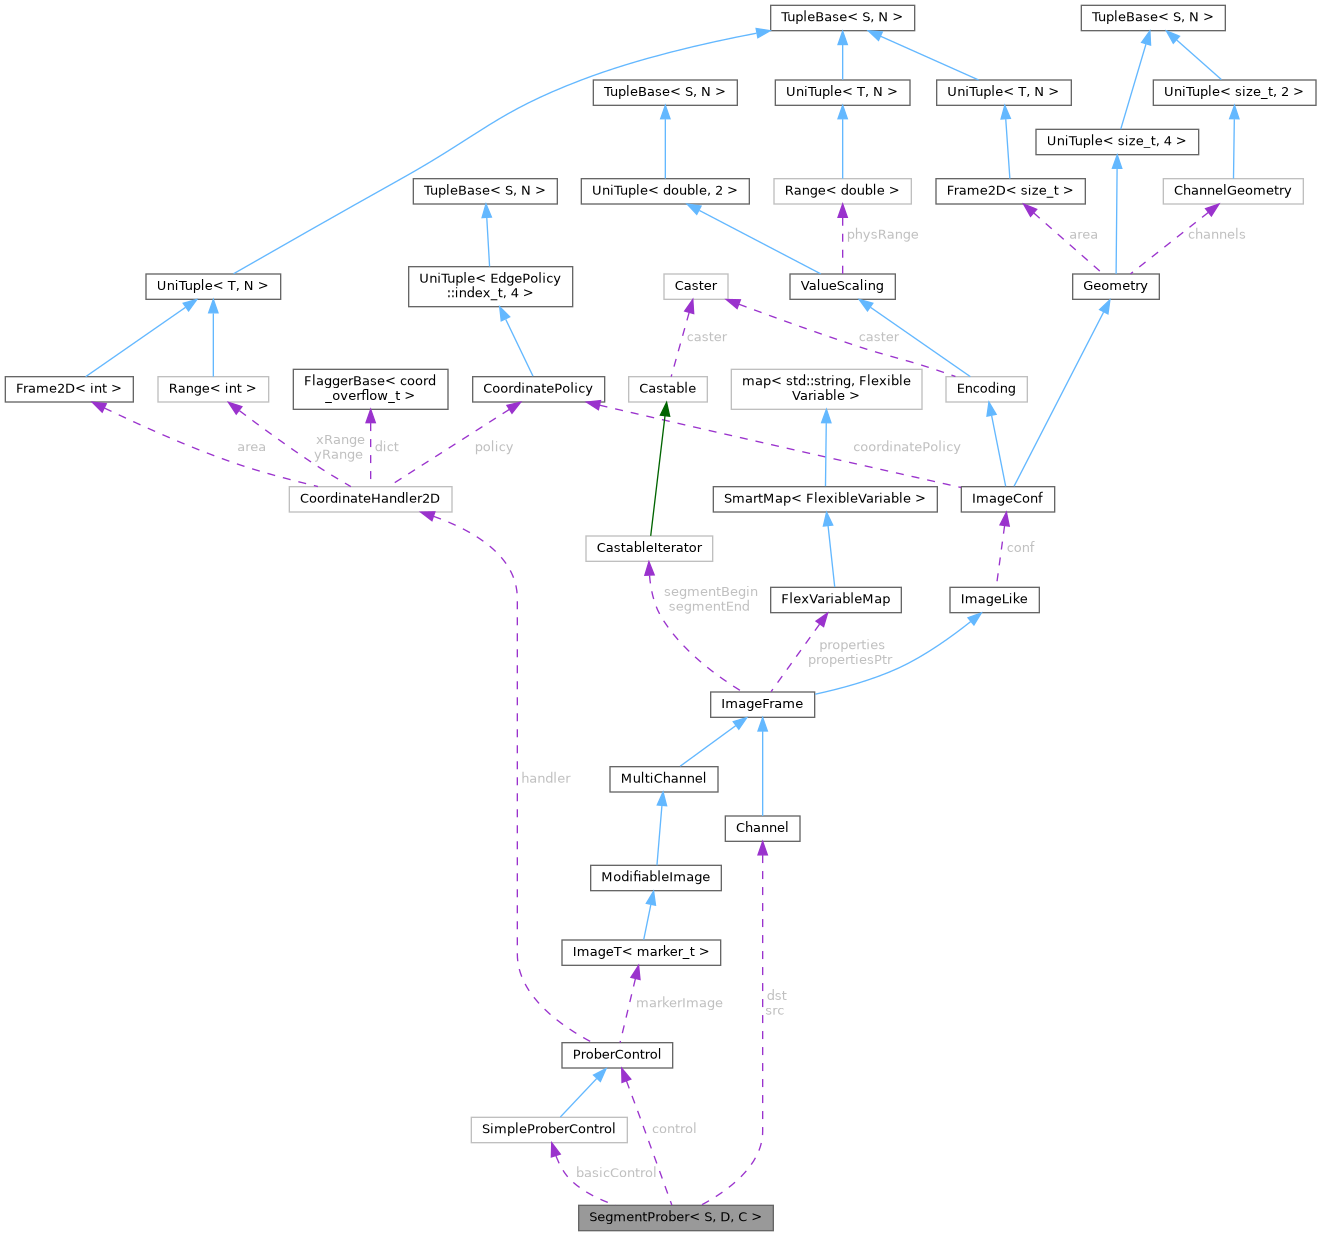 TupleBase< S, N >
TupleBase< S, N >
TupleBase< S, N >
UniTuple< T, N >
UniTuple< T, N >
UniTuple< size_t, 2 >
UniTuple< size_t, 4 >
TupleBase< S, N >
UniTuple< double, 2 >
Range< double >
Frame2D< size_t >
ChannelGeometry
physRange
area
channels
UniTuple< T, N >
UniTuple< EdgePolicy
::index_t, 4 >
Caster
ValueScaling
Geometry
caster
caster
Frame2D< int >
Range< int >
FlaggerBase< coord
_overflow_t >
CoordinatePolicy
Castable
map< std::string, Flexible
Variable >
Encoding
area
xRange
yRange
dict
policy
coordinatePolicy
CoordinateHandler2D
SmartMap< FlexibleVariable >
ImageConf
CastableIterator
conf
segmentBegin
segmentEnd
FlexVariableMap
ImageLike
properties
propertiesPtr
ImageFrame
handler
MultiChannel
Channel
ModifiableImage
ImageT< marker_t >
markerImage
dst
src
ProberControl
SimpleProberControl
control
basicControl
SegmentProber< S, D, C >